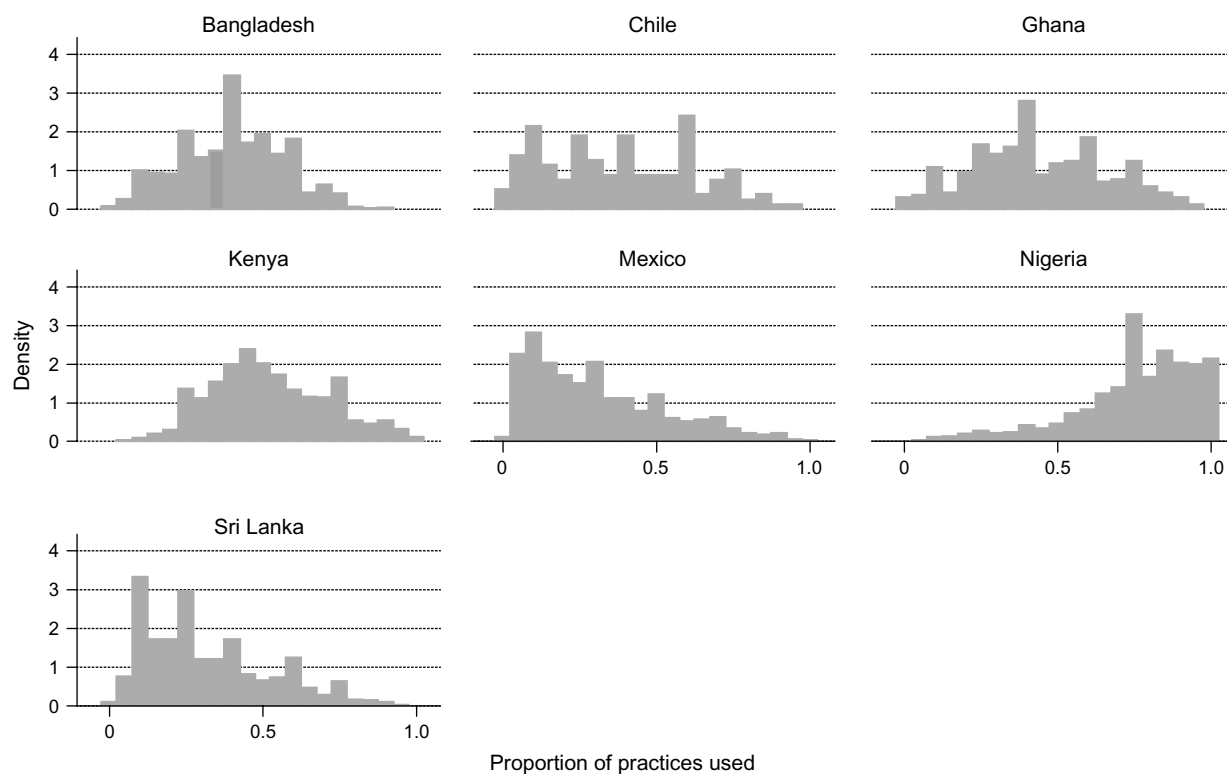 Bangladesh Chile Ghana
4
3
2
1
0
Kenya Mexico Nigeria
4
3
2
1
0
0 0.5 1.0 0 0.5 1.0
Density
Sri Lanka
4
3
2
1
0
0 0.5 1.0
Proportion of practices used